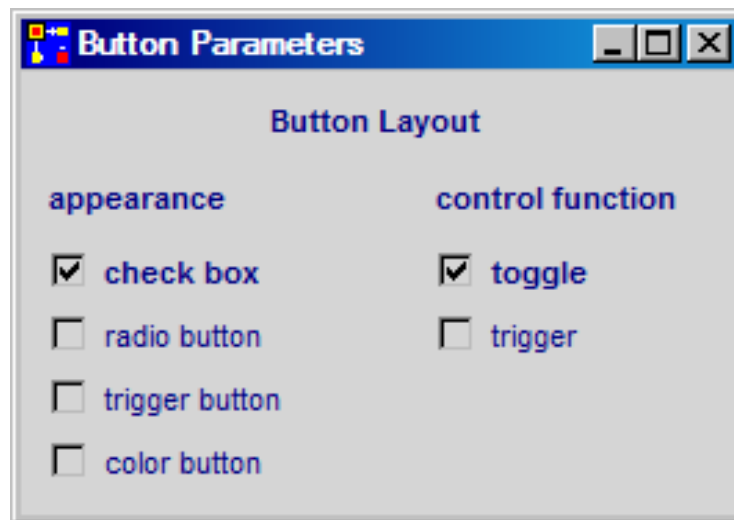 Button Parameters
Button Layout
appearance
control function
check box
toggle
radio button
trigger
trigger button
color button